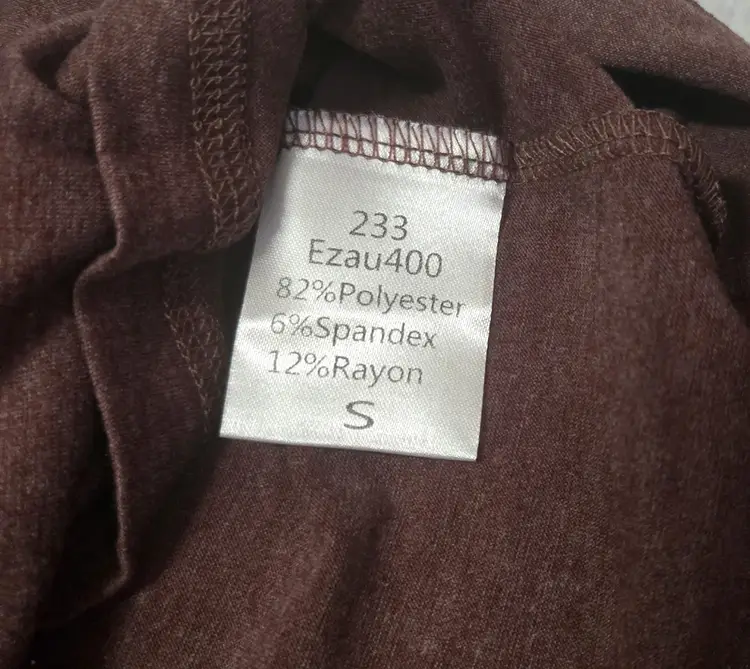 233
Ezau400
82%Polyester
6%Spandex
12%Rayon
S